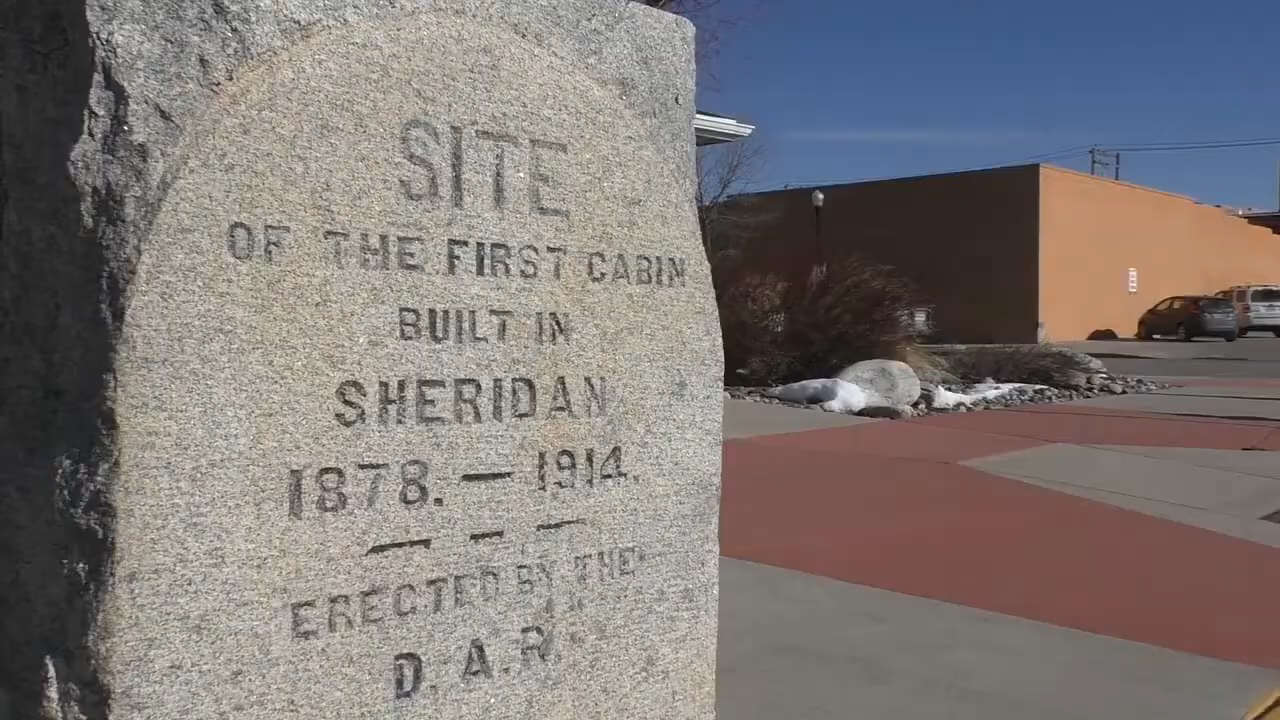 SITE
OF THE FIRST CABIN
BUILT IN
SHERIDAN
1878. — 1914.
— — —
ERECTED BY THE
D. A. R.